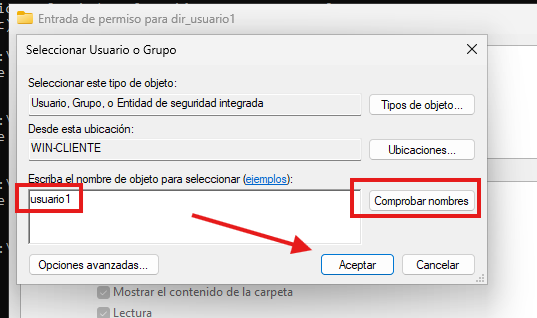 Entrada de permiso para dir_usuario1
Seleccionar Usuario o Grupo
Seleccionar este tipo de objeto:
Usuario, Grupo, o Entidad de seguridad integrada
Tipos de objeto...
Desde esta ubicación:
WIN-CLIENTE
Ubicaciones...
Escriba el nombre de objeto para seleccionar (ejemplos):
usuario1
Comprobar nombres
Opciones avanzadas...
Aceptar
Cancelar
Mostrar el contenido de la carpeta
Lectura